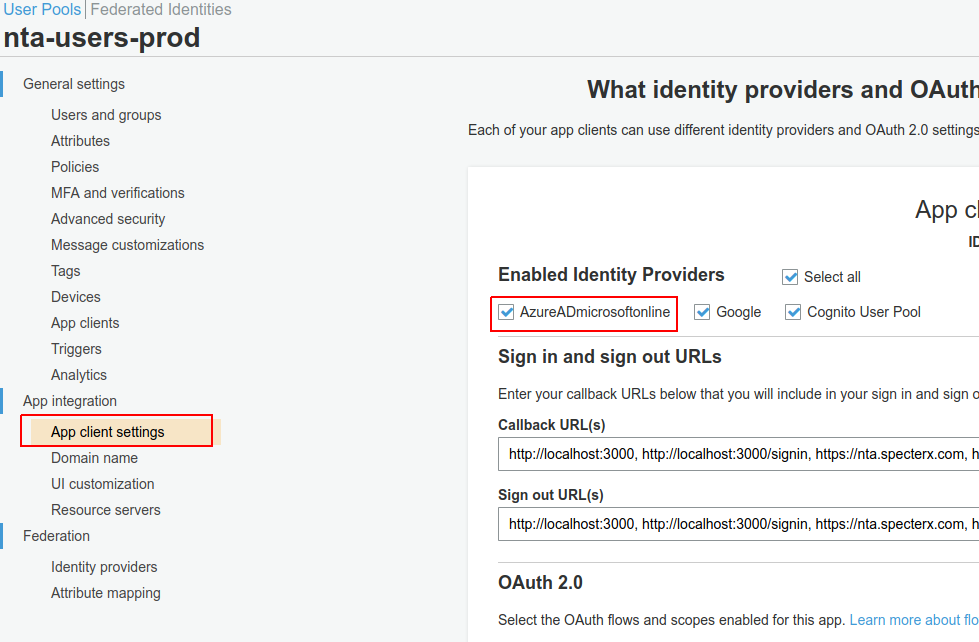 User Pools Federated Identities
nta-users-prod
General settings
Users and groups
Attributes
Policies
MFA and verifications
Advanced security
Message customizations
Tags
Devices
App clients
Triggers
Analytics
App integration
App client settings
Domain name
UI customization
Resource servers
Federation
Identity providers
Attribute mapping
What identity providers and OAuth
Each of your app clients can use different identity providers and OAuth 2.0 settings
App cl
ID
Enabled Identity Providers Select all
AzureADmicrosoftonline Google Cognito User Pool
Sign in and sign out URLs
Enter your callback URLs below that you will include in your sign in and sign o
Callback URL(s)
http://localhost:3000, http://localhost:3000/signin, https://nta.specterx.com, h
Sign out URL(s)
http://localhost:3000, http://localhost:3000/signin, https://nta.specterx.com, h
OAuth 2.0
Select the OAuth flows and scopes enabled for this app. Learn more about flo